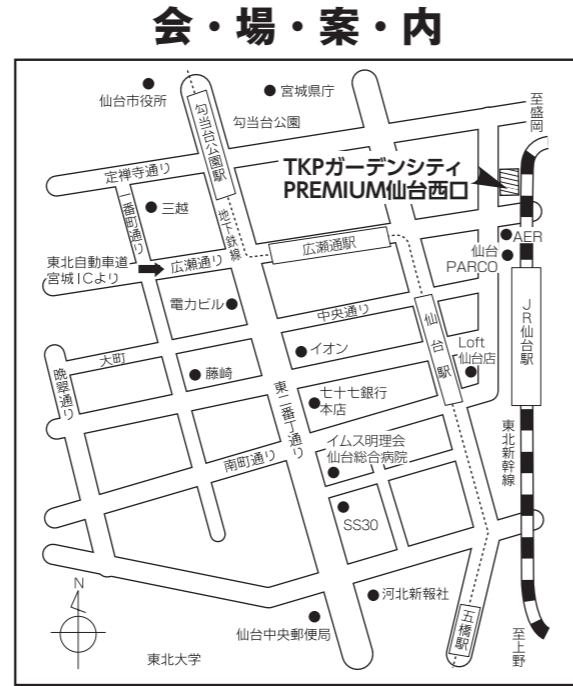 会・場・案・内
仙台市役所
宮城県庁
勾当台公園
勾当台公園駅
至盛岡
定禅寺通り
TKPガーデンシティ
PREMIUM仙台西口
一番町通り
三越
地下鉄線
広瀬通駅
AER
仙台
PARCO
東北自動車道
宮城ICより
広瀬通り
電力ビル
中央通り
仙台駅
JR仙台駅
Loft
仙台店
大町
イオン
晩翠通り
藤崎
東二番丁通り
七十七銀行
本店
東北新幹線
南町通り
イムス明理会
仙台総合病院
SS30
N
河北新報社
五橋駅
仙台中央郵便局
至上野
東北大学